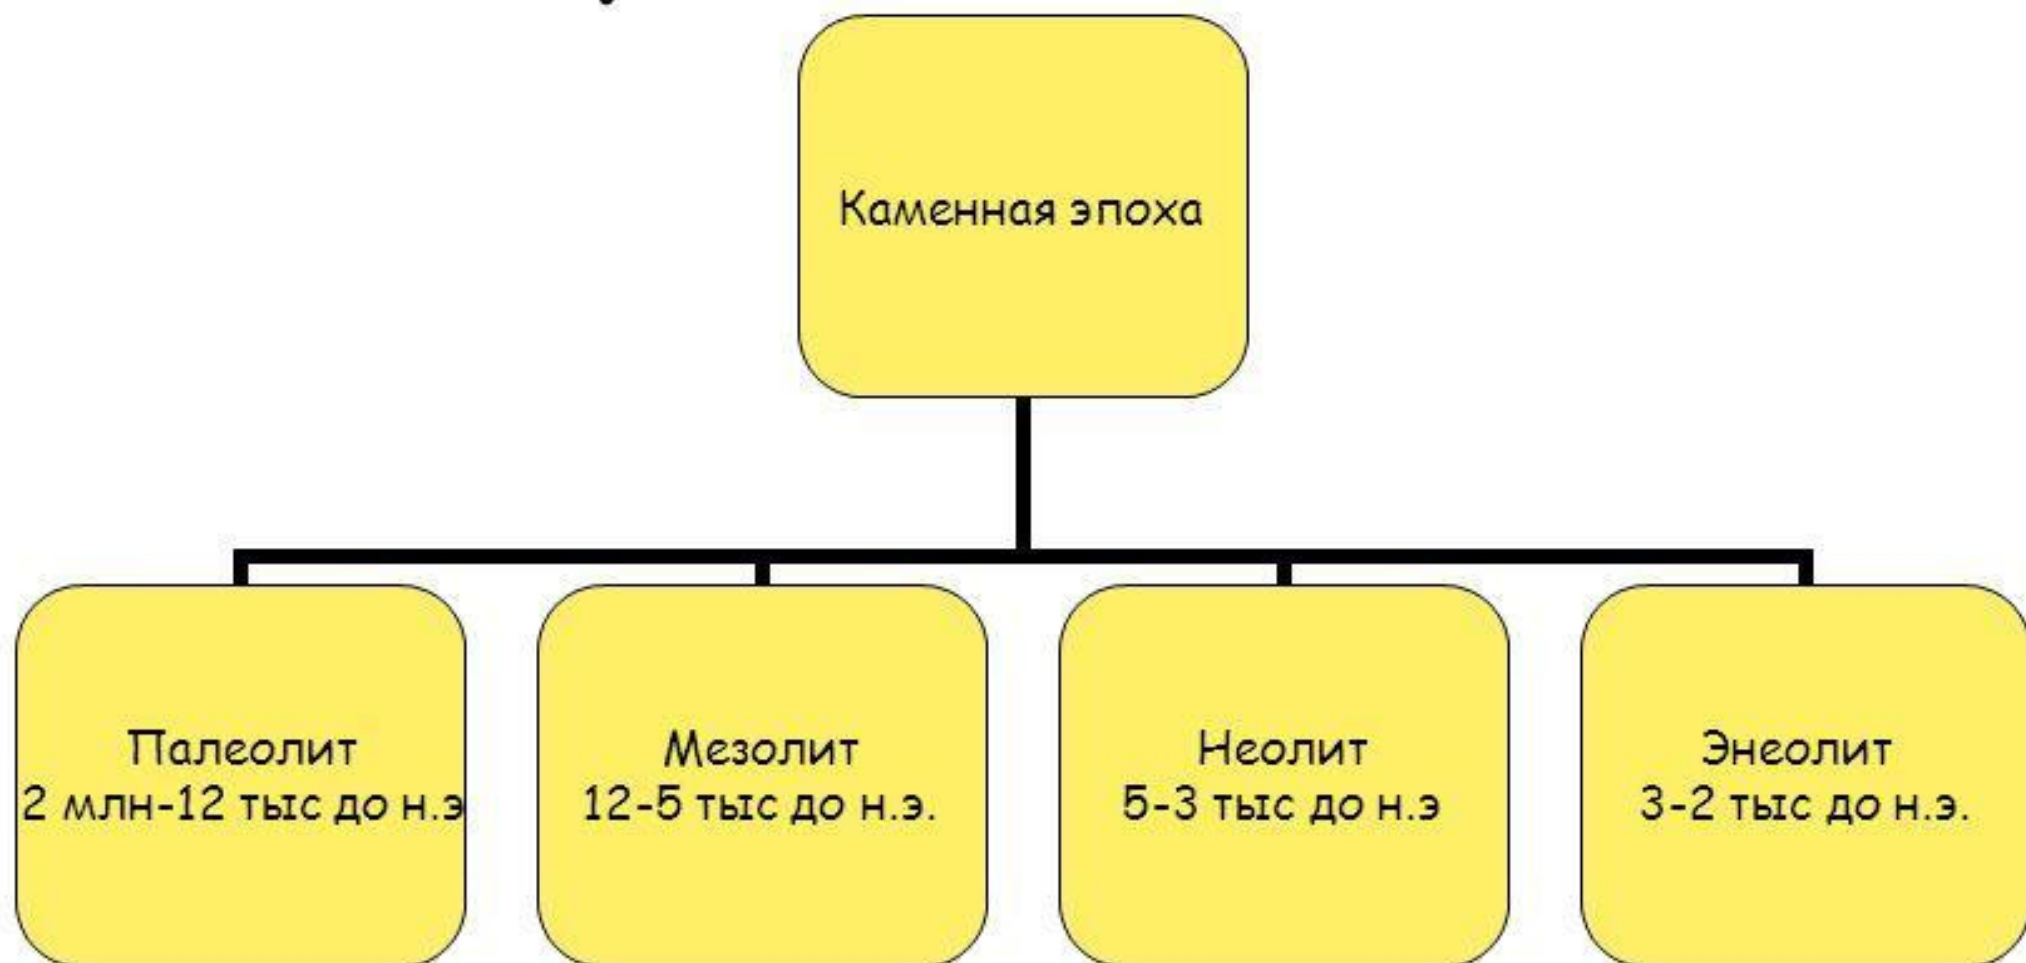 Каменная эпоха
Палеолит
2 млн-12 тыс до н.э
Мезолит
12-5 тыс до н.э.
Неолит
5-3 тыс до н.э
Энеолит
3-2 тыс до н.э.